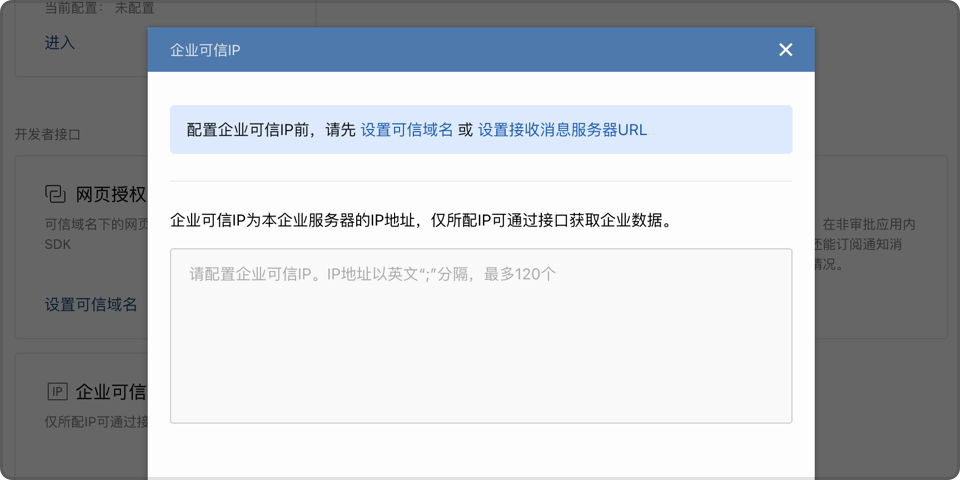 当前配置： 未配置
进入
企业可信IP
配置企业可信IP前，请先 设置可信域名 或 设置接收消息服务器URL
开发者接口
网页授权
可信域名下的网页
SDK
设置可信域名
企业可信IP为本企业服务器的IP地址，仅所配IP可通过接口获取企业数据。
请配置企业可信IP。IP地址以英文“;”分隔，最多120个
在非审批应用内
还能订阅通知消
情况。
IP 企业可信
仅所配IP可通过接